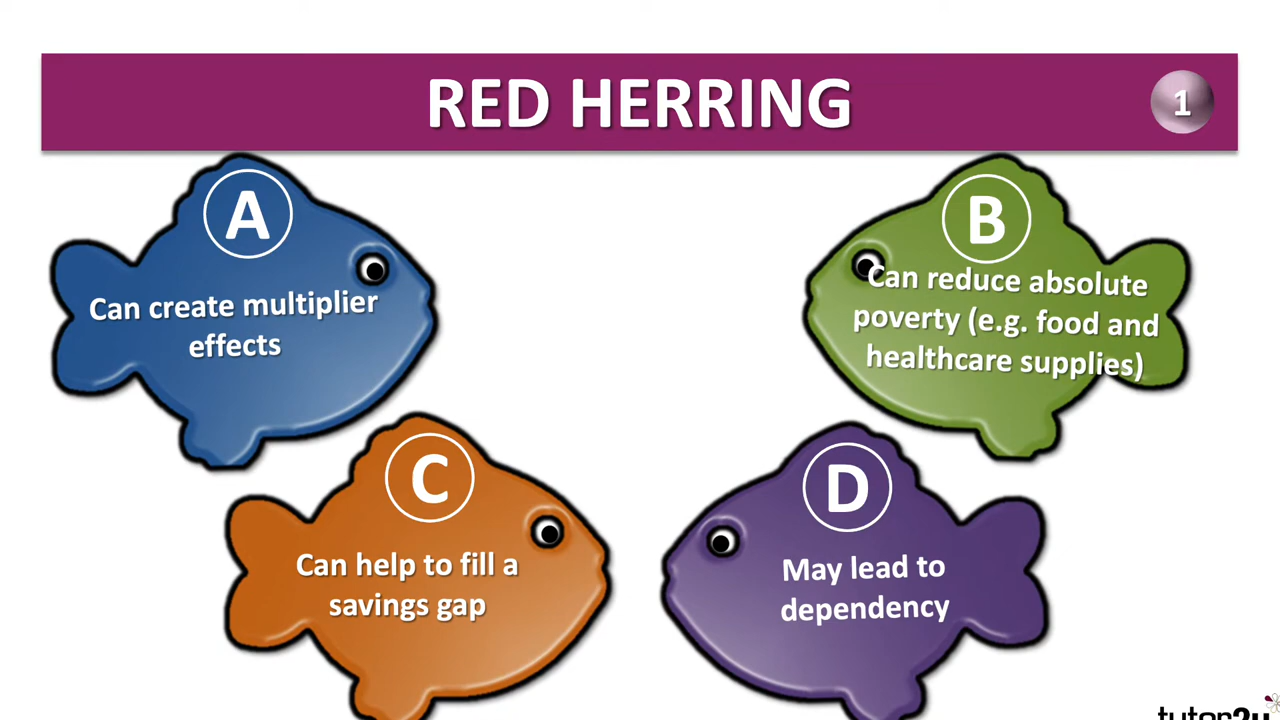 RED HERRING
1
A
Can create multiplier
effects
B
Can reduce absolute
poverty (e.g. food and
healthcare supplies)
C
Can help to fill a
savings gap
D
May lead to
dependency
tutor2u